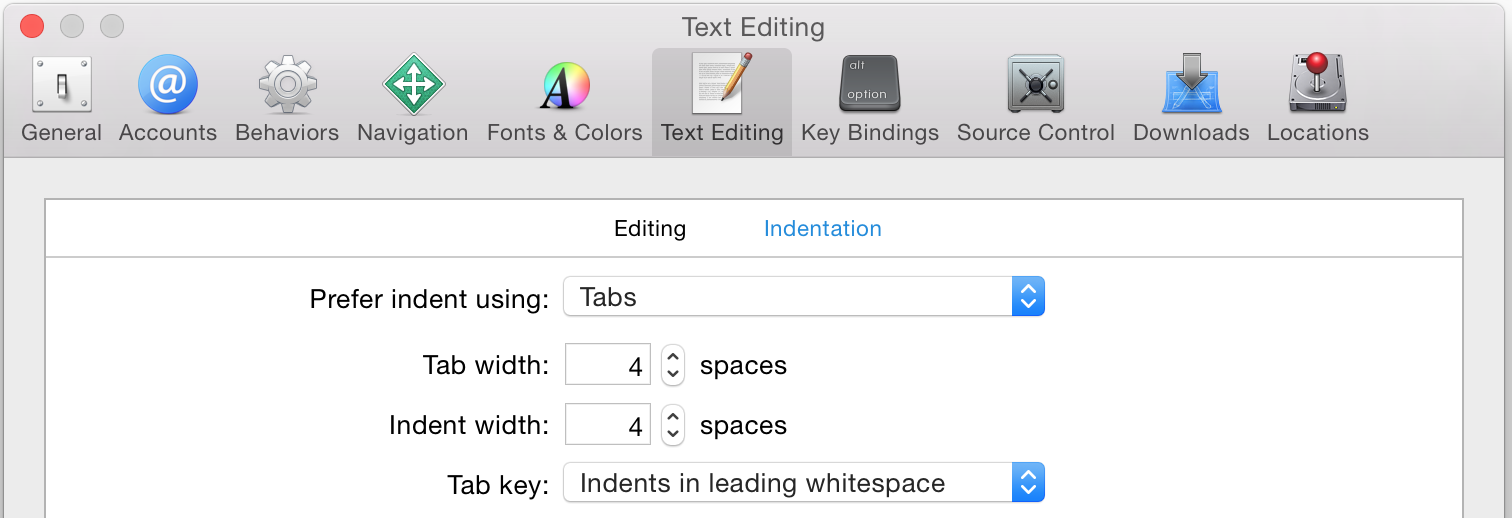 Text Editing
alt
option
General Accounts Behaviors Navigation Fonts & Colors Text Editing Key Bindings Source Control Downloads Locations
Editing Indentation
Prefer indent using: Tabs
Tab width: 4 spaces
Indent width: 4 spaces
Tab key: Indents in leading whitespace